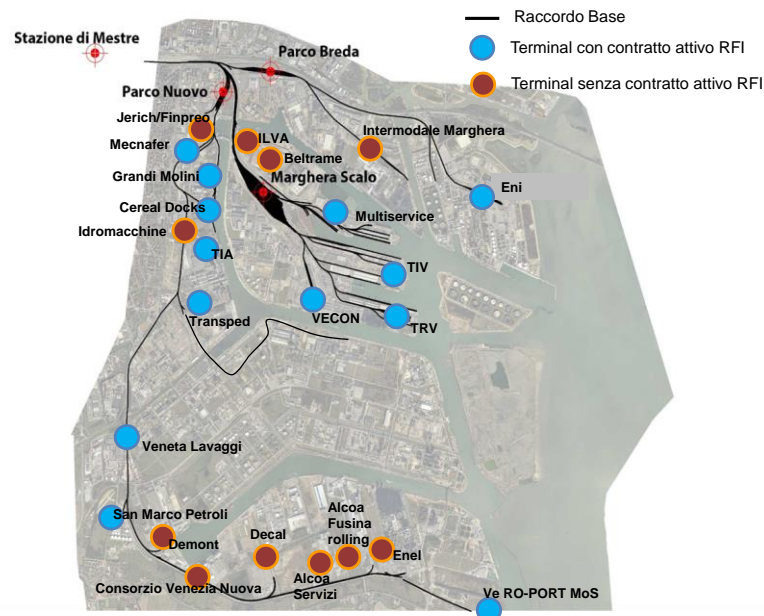 Raccordo Base
Stazione di Mestre
Parco Breda
Terminal con contratto attivo RFI
Parco Nuovo
Terminal senza contratto attivo RFI
Jerich/Finpreo
ILVA
Intermodale Marghera
Mecnafer
Beltrame
Grandi Molini
Marghera Scalo
Eni
Cereal Docks
Multiservice
Idromacchine
TIA
TIV
Transped
VECON
TRV
Veneta Lavaggi
San Marco Petroli
Demont
Decal
Alcoa
Fusina
rolling
Enel
Consorzio Venezia Nuova
Alcoa
Servizi
Ve RO-PORT MoS